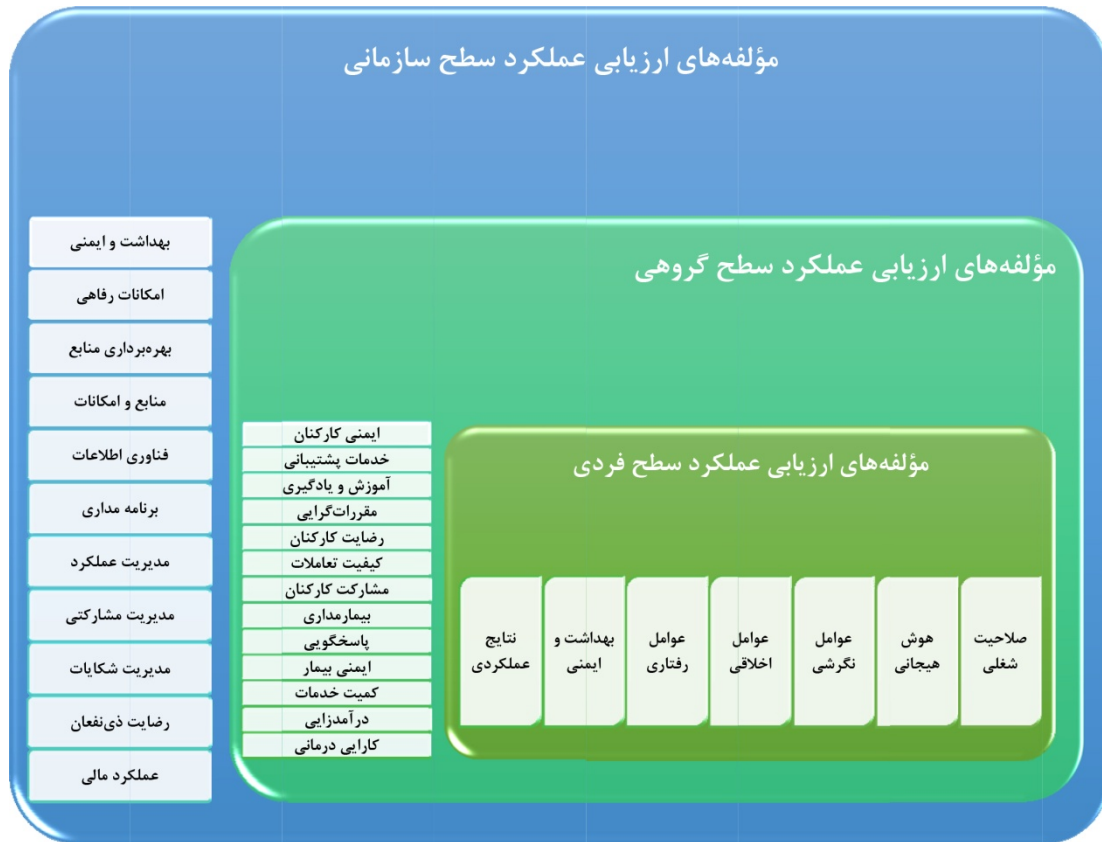 مؤلفه‌های ارزیابی عملکرد سطح سازمانی
بهداشت و ایمنی
امکانات رفاهی
بهره‌برداری منابع
منابع و امکانات
فناوری اطلاعات
برنامه مداری
مدیریت عملکرد
مدیریت مشارکتی
مدیریت شکایات
رضایت ذی‌نفعان
عملکرد مالی
مؤلفه‌های ارزیابی عملکرد سطح گروهی
ایمنی کارکنان
خدمات پشتیبانی
آموزش و یادگیری
مقررات‌گرایی
رضایت کارکنان
کیفیت تعاملات
مشارکت کارکنان
بیمارمداری
پاسخگویی
ایمنی بیمار
کمیت خدمات
درآمدزایی
کارایی درمانی
مؤلفه‌های ارزیابی عملکرد سطح فردی
صلاحیت
شغلی
هوش
هیجانی
عوامل
نگرشی
عوامل
اخلاقی
عوامل
رفتاری
بهداشت و
ایمنی
نتایج
عملکردی